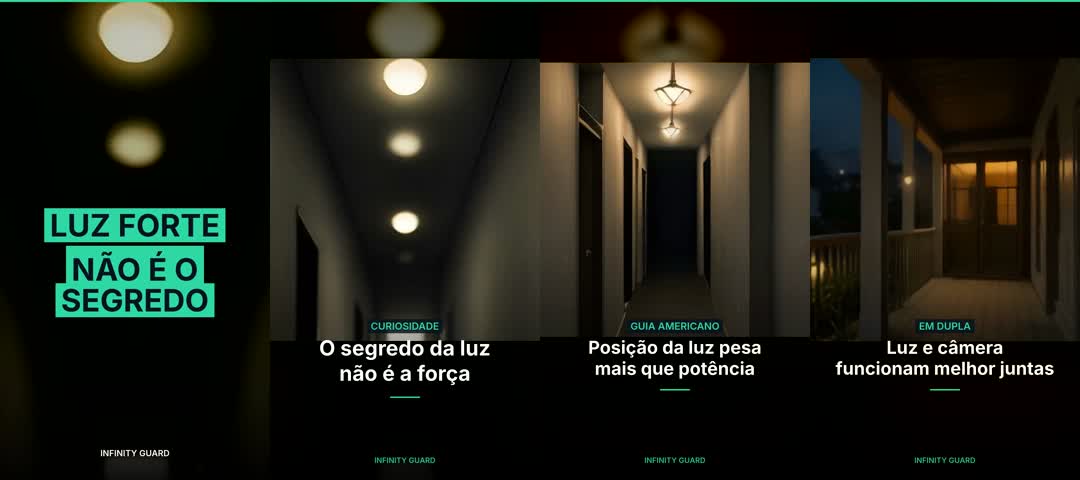 LUZ FORTE
NÃO É O
SEGREDO
INFINITY GUARD
CURIOSIDADE
O segredo da luz
não é a força
INFINITY GUARD
GUIA AMERICANO
Posição da luz pesa
mais que potência
INFINITY GUARD
EM DUPLA
Luz e câmera
funcionam melhor juntas
INFINITY GUARD